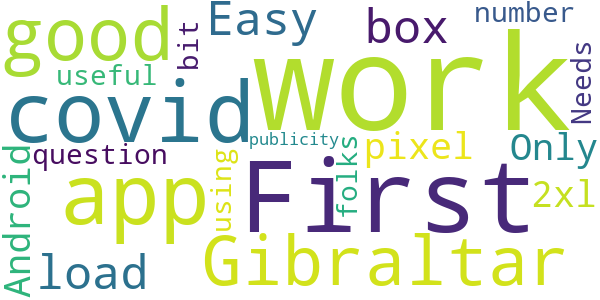 good
Easy
bit
box
number
useful
covid
work
Needs
publicity
question
pixel
Only
Android
app
using
First
folks
2xl
load
Gibraltar